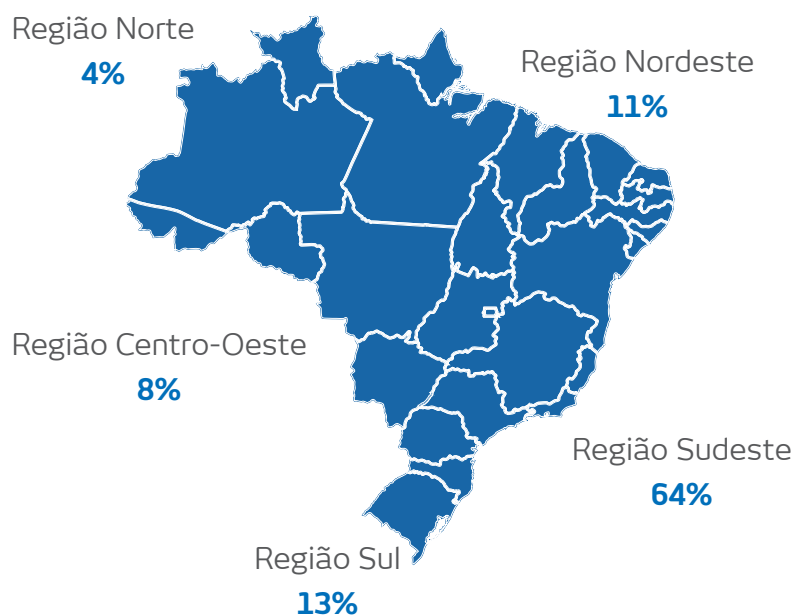 Região Norte
4%
Região Nordeste
11%
Região Centro-Oeste
8%
Região Sudeste
64%
Região Sul
13%